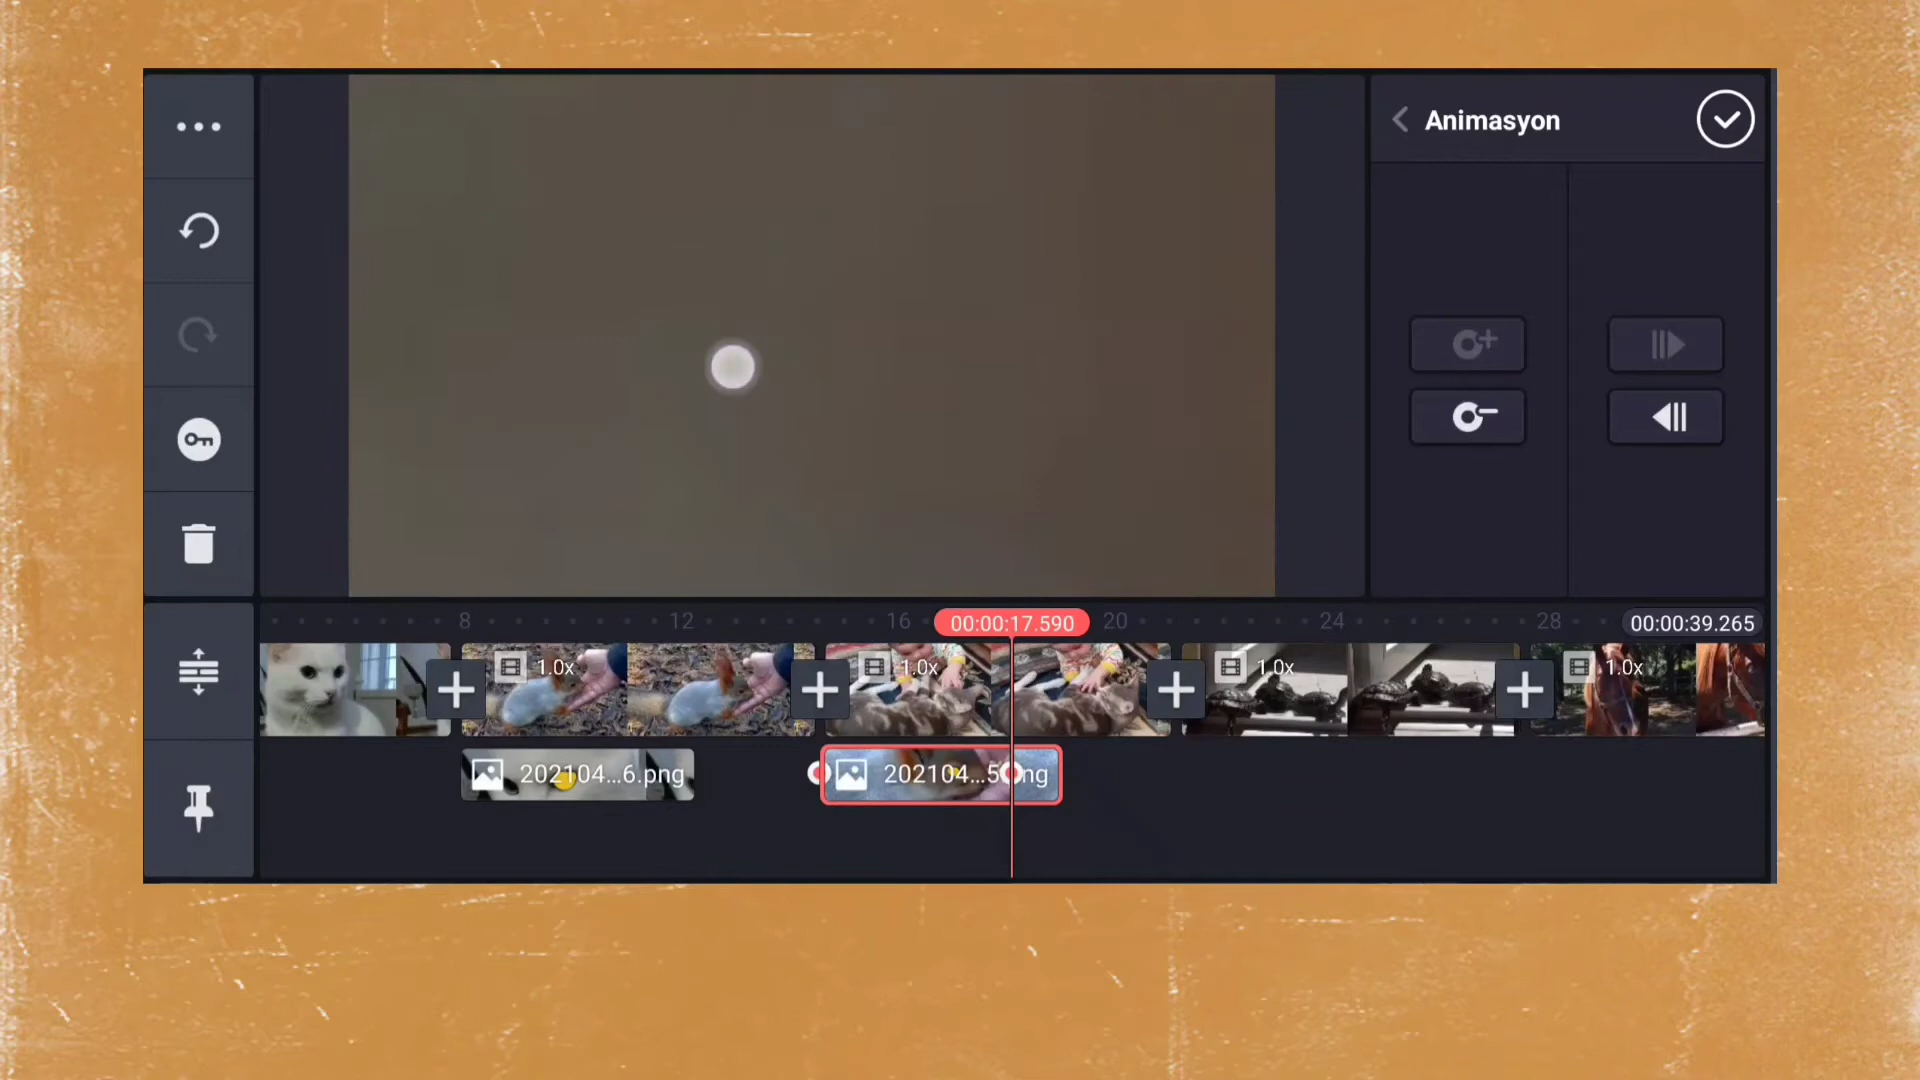 Animasyon
8
12
16
00:00:17.590
20
24
28
00:00:39.265
1.0x
1.0x
1.0x
1.0x
202104...6.png
202104...5 ng